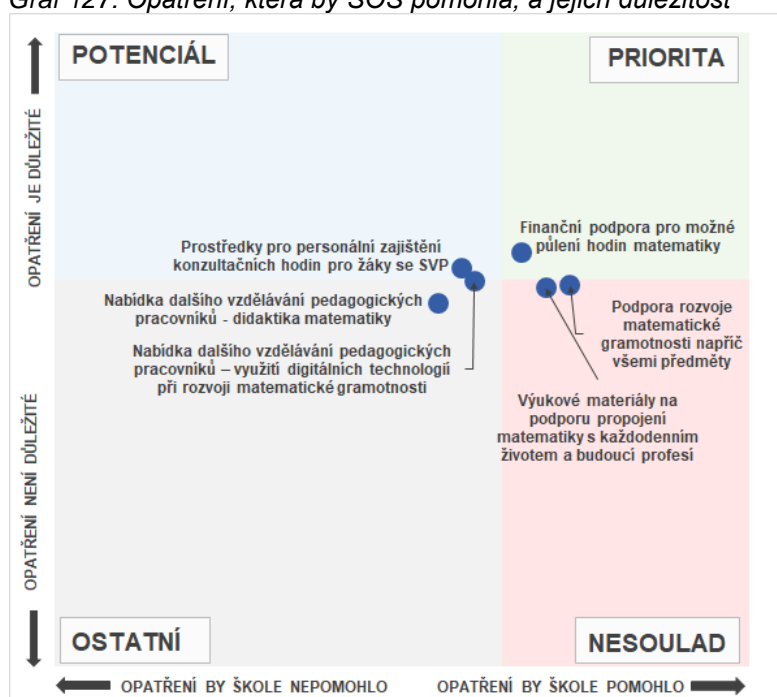 Graf 127: Opatření, která by SOŠ pomohla, a jejich důležitost
POTENCIÁL
PRIORITA
OPATŘENÍ JE DŮLEŽITÉ
Finanční podpora pro možné
půlení hodin matematiky
Prostředky pro personální zajištění
konzultačních hodin pro žáky se SVP
Nabídka dalšího vzdělávání pedagogických
pracovníků - didaktika matematiky
Podpora rozvoje
matematické
gramotnosti napříč
všemi předměty
Nabídka dalšího vzdělávání pedagogických
pracovníků – využití digitálních technologií
při rozvoji matematické gramotnosti
Výukové materiály na
podporu propojení
matematiky s každodenním
životem a budoucí profesí
OPATŘENÍ NENÍ DŮLEŽITÉ
OSTATNÍ
NESOULAD
OPATŘENÍ BY ŠKOLE NEPOMOHLO
OPATŘENÍ BY ŠKOLE POMOHLO